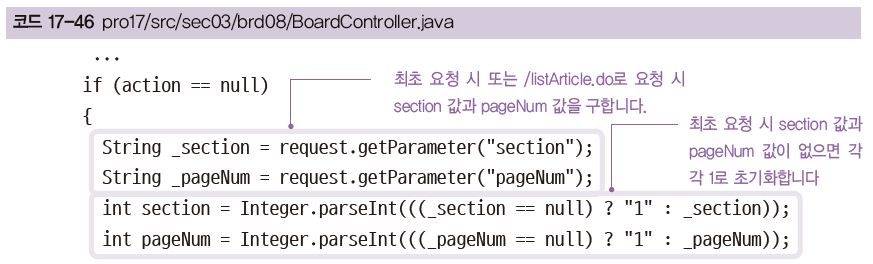 코드 17-46 pro17/src/sec03/brd08/BoardController.java
...
if (action == null)
{
최초 요청 시 또는 /listArticle.do로 요청 시
section 값과 pageNum 값을 구합니다.
String _section = request.getParameter("section");
String _pageNum = request.getParameter("pageNum");
최초 요청 시 section 값과
pageNum 값이 없으면 각
각 1로 초기화합니다
int section = Integer.parseInt(((_section == null) ? "1" : _section));
int pageNum = Integer.parseInt(((_pageNum == null) ? "1" : _pageNum));